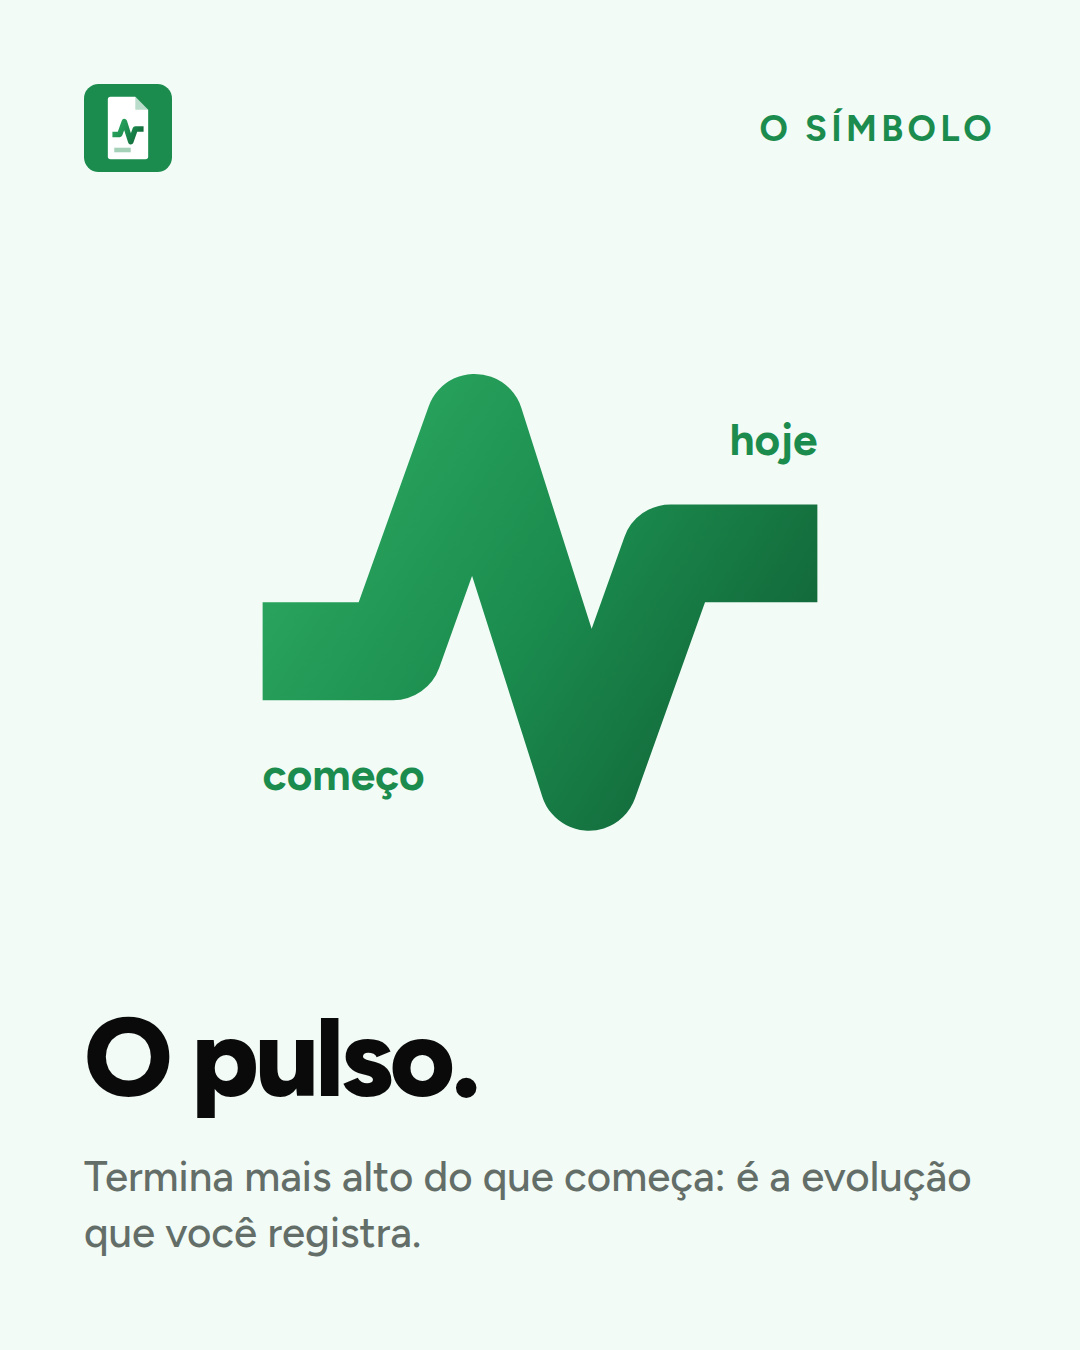 O SÍMBOLO
hoje
começo
O pulso.
Termina mais alto do que começa: é a evolução
que você registra.